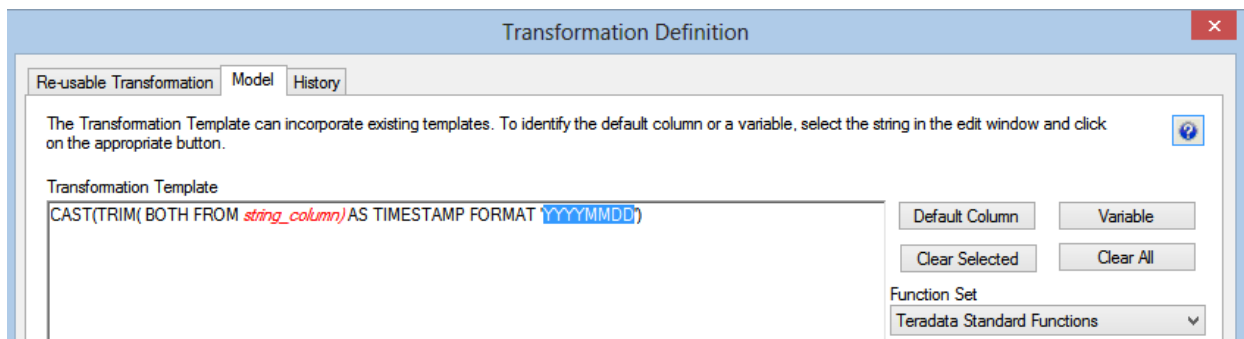 Transformation Definition
Re-usable Transformation Model History
The Transformation Template can incorporate existing templates. To identify the default column or a variable, select the string in the edit window and click
on the appropriate button.
Transformation Template
CAST(TRIM( BOTH FROM string_column) AS TIMESTAMP FORMAT 'YYYYMMDD')
Default Column Variable
Clear Selected Clear All
Function Set
Teradata Standard Functions